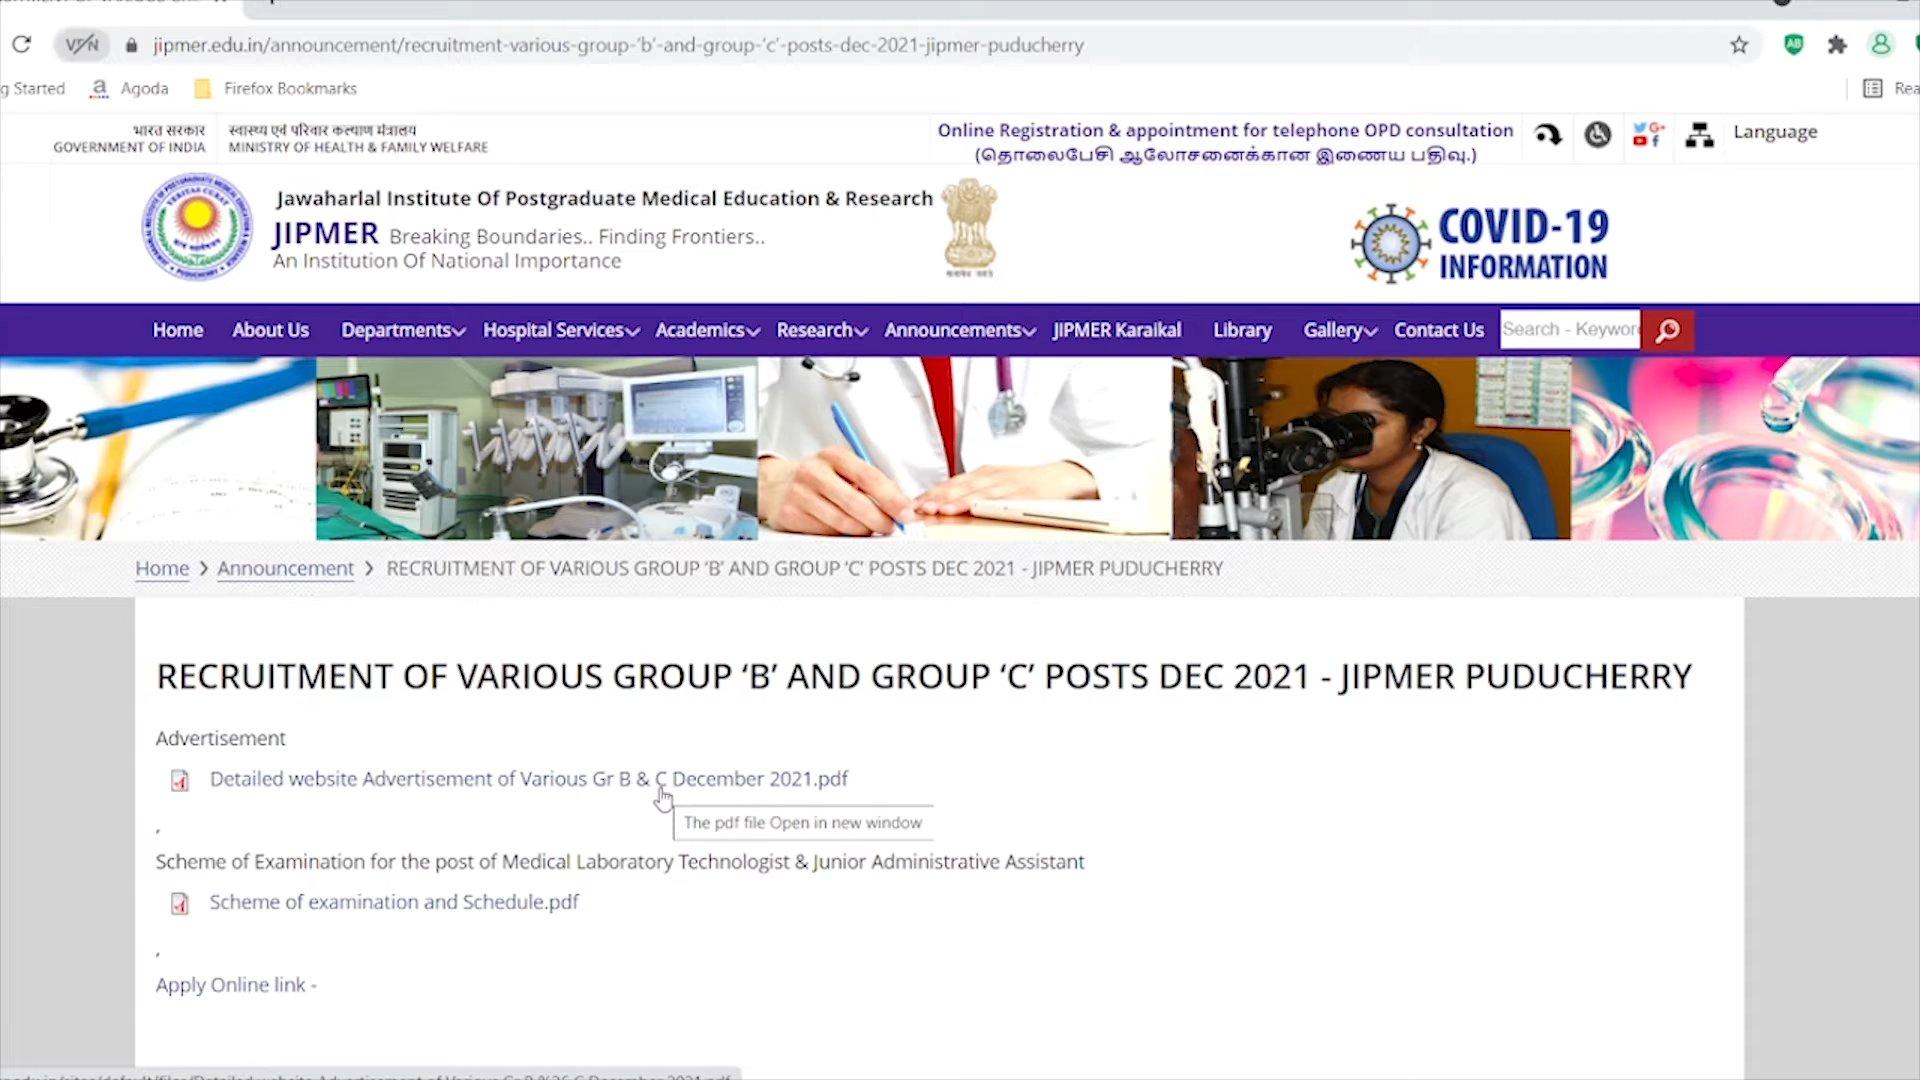 VPN jipmer.edu.in/announcement/recruitment-various-group-‘b’-and-group-‘c’-posts-dec-2021-jipmer-puducherry
g Started Agoda Firefox Bookmarks Rea
भारत सरकार स्वास्थ्य एवं परिवार कल्याण मंत्रालय
GOVERNMENT OF INDIA MINISTRY OF HEALTH & FAMILY WELFARE
Online Registration & appointment for telephone OPD consultation
(தொலைபேசி ஆலோசனைக்கான இணைய பதிவு.)
Language
Jawaharlal Institute Of Postgraduate Medical Education & Research
JIPMER Breaking Boundaries.. Finding Frontiers..
An Institution Of National Importance
COVID-19
INFORMATION
Home About Us Departments Hospital Services Academics Research Announcements JIPMER Karaikal Library Gallery Contact Us Search - Keywor
Home > Announcement > RECRUITMENT OF VARIOUS GROUP ‘B’ AND GROUP ‘C’ POSTS DEC 2021 - JIPMER PUDUCHERRY
RECRUITMENT OF VARIOUS GROUP ‘B’ AND GROUP ‘C’ POSTS DEC 2021 - JIPMER PUDUCHERRY
Advertisement
Detailed website Advertisement of Various Gr B & C December 2021.pdf
The pdf file Open in new window
,
Scheme of Examination for the post of Medical Laboratory Technologist & Junior Administrative Assistant
Scheme of examination and Schedule.pdf
,
Apply Online link -